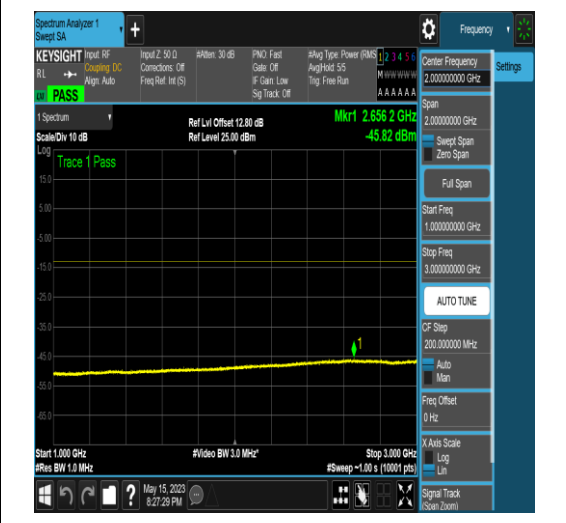 Spectrum Analyzer 1
Swept SA
+
Frequency
KEYSIGHT
Input: RF
Coupling: DC
Align: Auto
Input Z: 50 Ω
Corrections: Off
Freq Ref: Int (S)
#Atten: 30 dB
PNO: Fast
Gate: Off
IF Gain: Low
Sig Track: Off
#Avg Type: Power (RMS
Avg|Hold: 5/5
Trig: Free Run
1 2 3 4 5 6
M W W W W W
A A A A A A
RL
PASS
1 Spectrum
Scale/Div 10 dB
Ref Lvl Offset 12.80 dB
Ref Level 25.00 dBm
Mkr1 2.656 2 GHz
-45.82 dBm
Log
Trace 1 Pass
15.0
5.00
-5.00
-15.0
-25.0
-35.0
-45.0
-55.0
-65.0
1
Start 1.000 GHz
#Res BW 1.0 MHz
#Video BW 3.0 MHz*
Stop 3.000 GHz
#Sweep ~1.00 s (10001 pts)
?
May 15, 2023
8:27:29 PM
Settings
Center Frequency
2.000000000 GHz
Span
2.00000000 GHz
Swept Span
Zero Span
Full Span
Start Freq
1.000000000 GHz
Stop Freq
3.000000000 GHz
AUTO TUNE
CF Step
200.000000 MHz
Auto
Man
Freq Offset
0 Hz
X Axis Scale
Log
Lin
Signal Track
(Span Zoom)